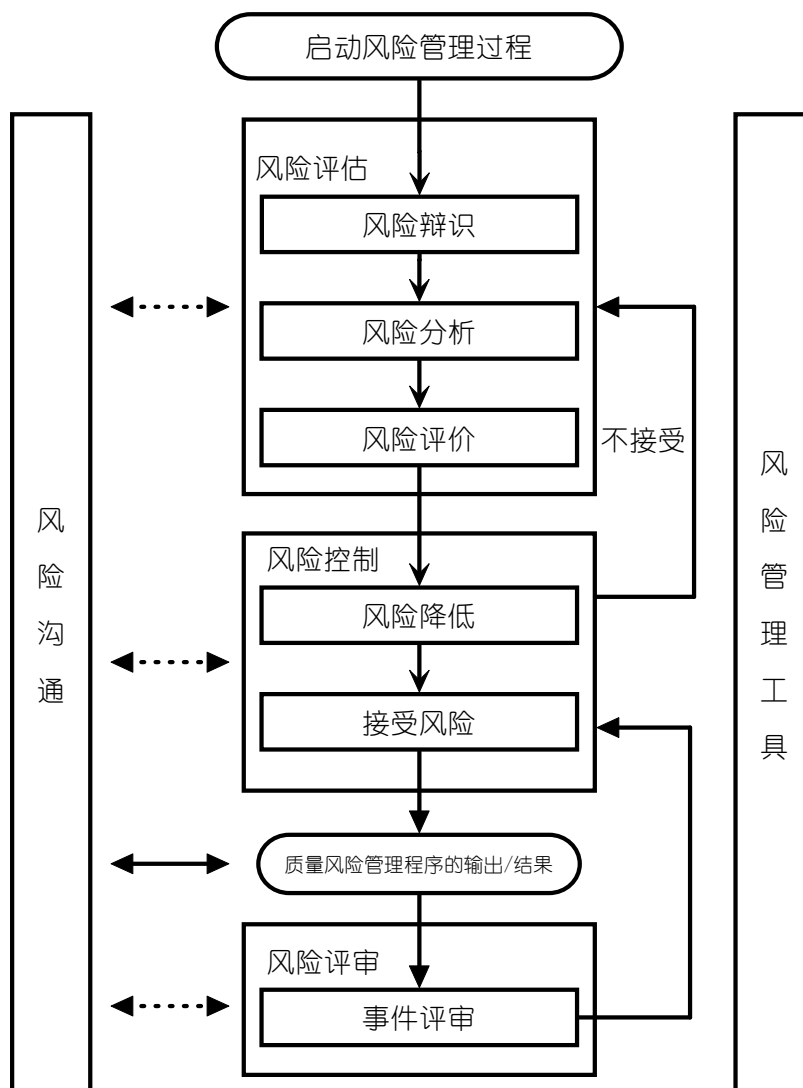 启动风险管理过程
风险评估
风险辩识
风险分析
风险评价
不接受
风险控制
风险降低
接受风险
质量风险管理程序的输出/结果
风险评审
事件评审
风险沟通
风险管理工具